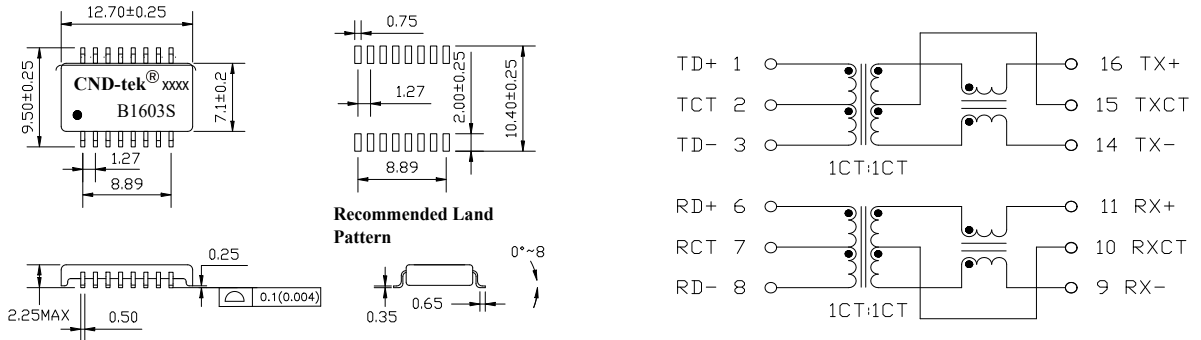 12.70±0.25
9.50±0.25
CND-tek® xxxx
B1603S
7.1±0.2
1.27
8.89
0.75
1.27
2.00±0.25
10.40±0.25
8.89
Recommended Land
Pattern
2.25MAX
0.50
0.25
0.1(0.004)
0.35
0.65
0°~8
TD+ 1
TCT 2
TD- 3
1CT:1CT
16 TX+
15 TXCT
14 TX-
RD+ 6
RCT 7
RD- 8
1CT:1CT
11 RX+
10 RXCT
9 RX-